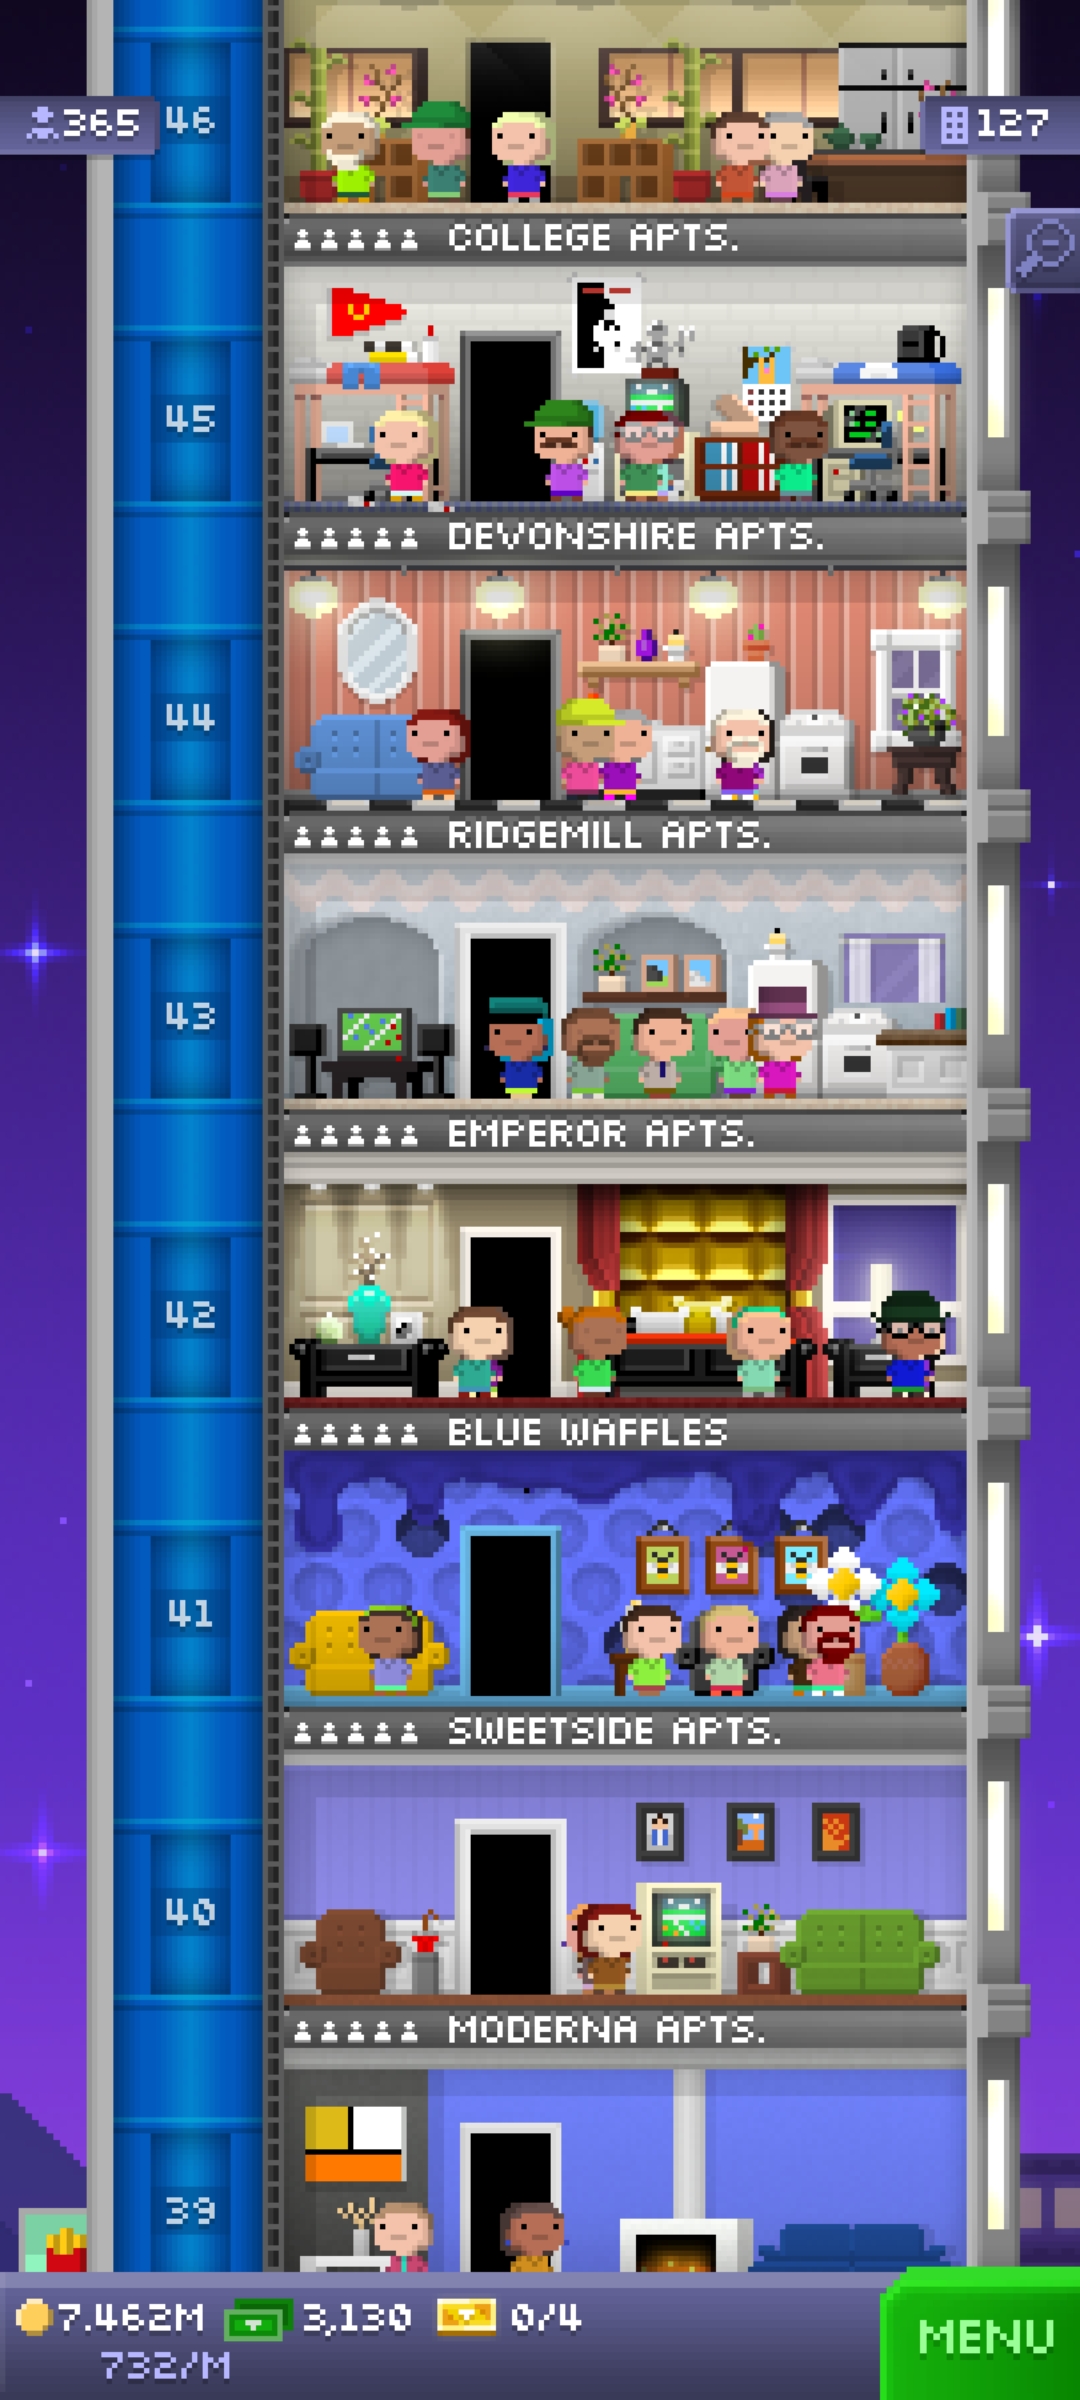 365
46
127
COLLEGE APTS.
45
DEVONSHIRE APTS.
44
RIDGEMILL APTS.
43
EMPEROR APTS.
42
BLUE WAFFLES
41
SWEETSIDE APTS.
40
MODERNA APTS.
39
7.462M 3,130 0/4
732/M
MENU